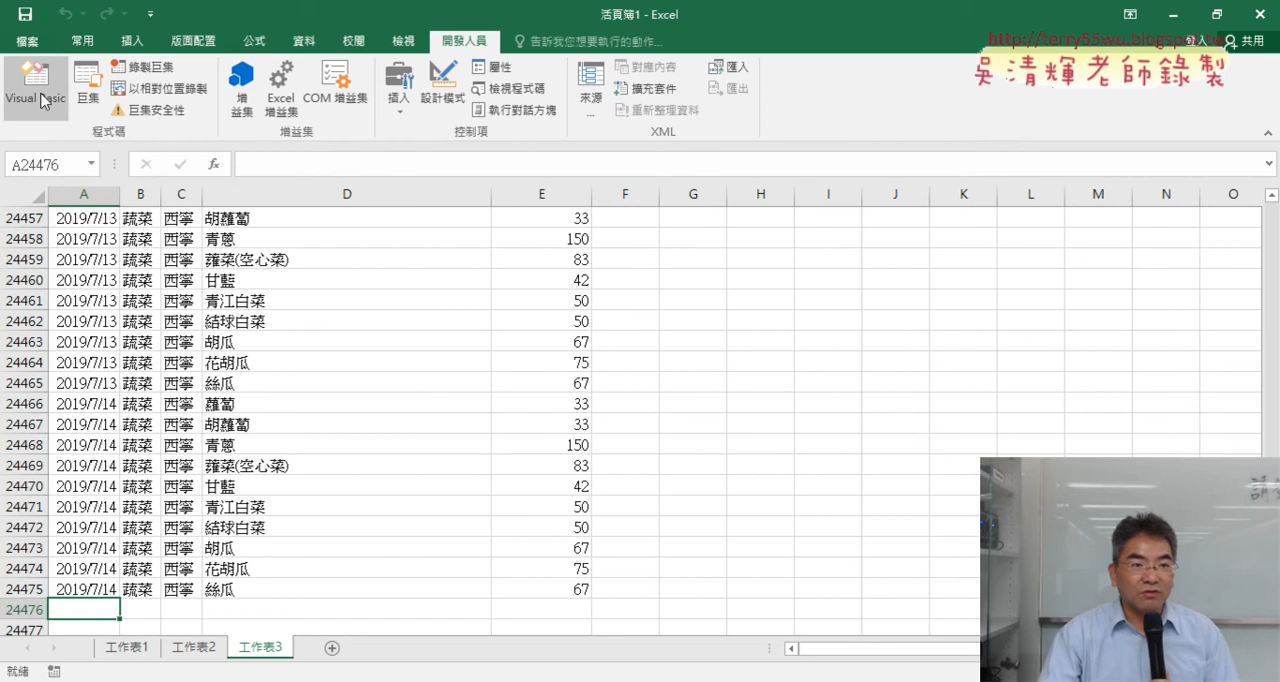 活頁簿1 - Excel
檔案 常用 插入 版面配置 公式 資料 校閱 檢視 開發人員 告訴我您想要執行的動作... 登入 共用
http://terry55wu.blogspot.tw
吳清輝老師錄製
Visual Basic 巨集 錄製巨集 以相對位置錄製 巨集安全性
增益集 Excel 增益集 COM 增益集
插入 設計模式 屬性 檢視程式碼 執行對話方塊
來源... 對應內容 擴充套件 重新整理資料 匯入 匯出
程式碼 增益集 控制項 XML
A24476 fx
A B C D E F G H I J K L M N O
24457 2019/7/13 蔬菜 西寧 胡蘿蔔 33
24458 2019/7/13 蔬菜 西寧 青蔥 150
24459 2019/7/13 蔬菜 西寧 蕹菜(空心菜) 83
24460 2019/7/13 蔬菜 西寧 甘藍 42
24461 2019/7/13 蔬菜 西寧 青江白菜 50
24462 2019/7/13 蔬菜 西寧 結球白菜 50
24463 2019/7/13 蔬菜 西寧 胡瓜 67
24464 2019/7/13 蔬菜 西寧 花胡瓜 75
24465 2019/7/13 蔬菜 西寧 絲瓜 67
24466 2019/7/14 蔬菜 西寧 蘿蔔 33
24467 2019/7/14 蔬菜 西寧 胡蘿蔔 33
24468 2019/7/14 蔬菜 西寧 青蔥 150
24469 2019/7/14 蔬菜 西寧 蕹菜(空心菜) 83
24470 2019/7/14 蔬菜 西寧 甘藍 42
24471 2019/7/14 蔬菜 西寧 青江白菜 50
24472 2019/7/14 蔬菜 西寧 結球白菜 50
24473 2019/7/14 蔬菜 西寧 胡瓜 67
24474 2019/7/14 蔬菜 西寧 花胡瓜 75
24475 2019/7/14 蔬菜 西寧 絲瓜 67
24476
24477
工作表1 工作表2 工作表3
就緒